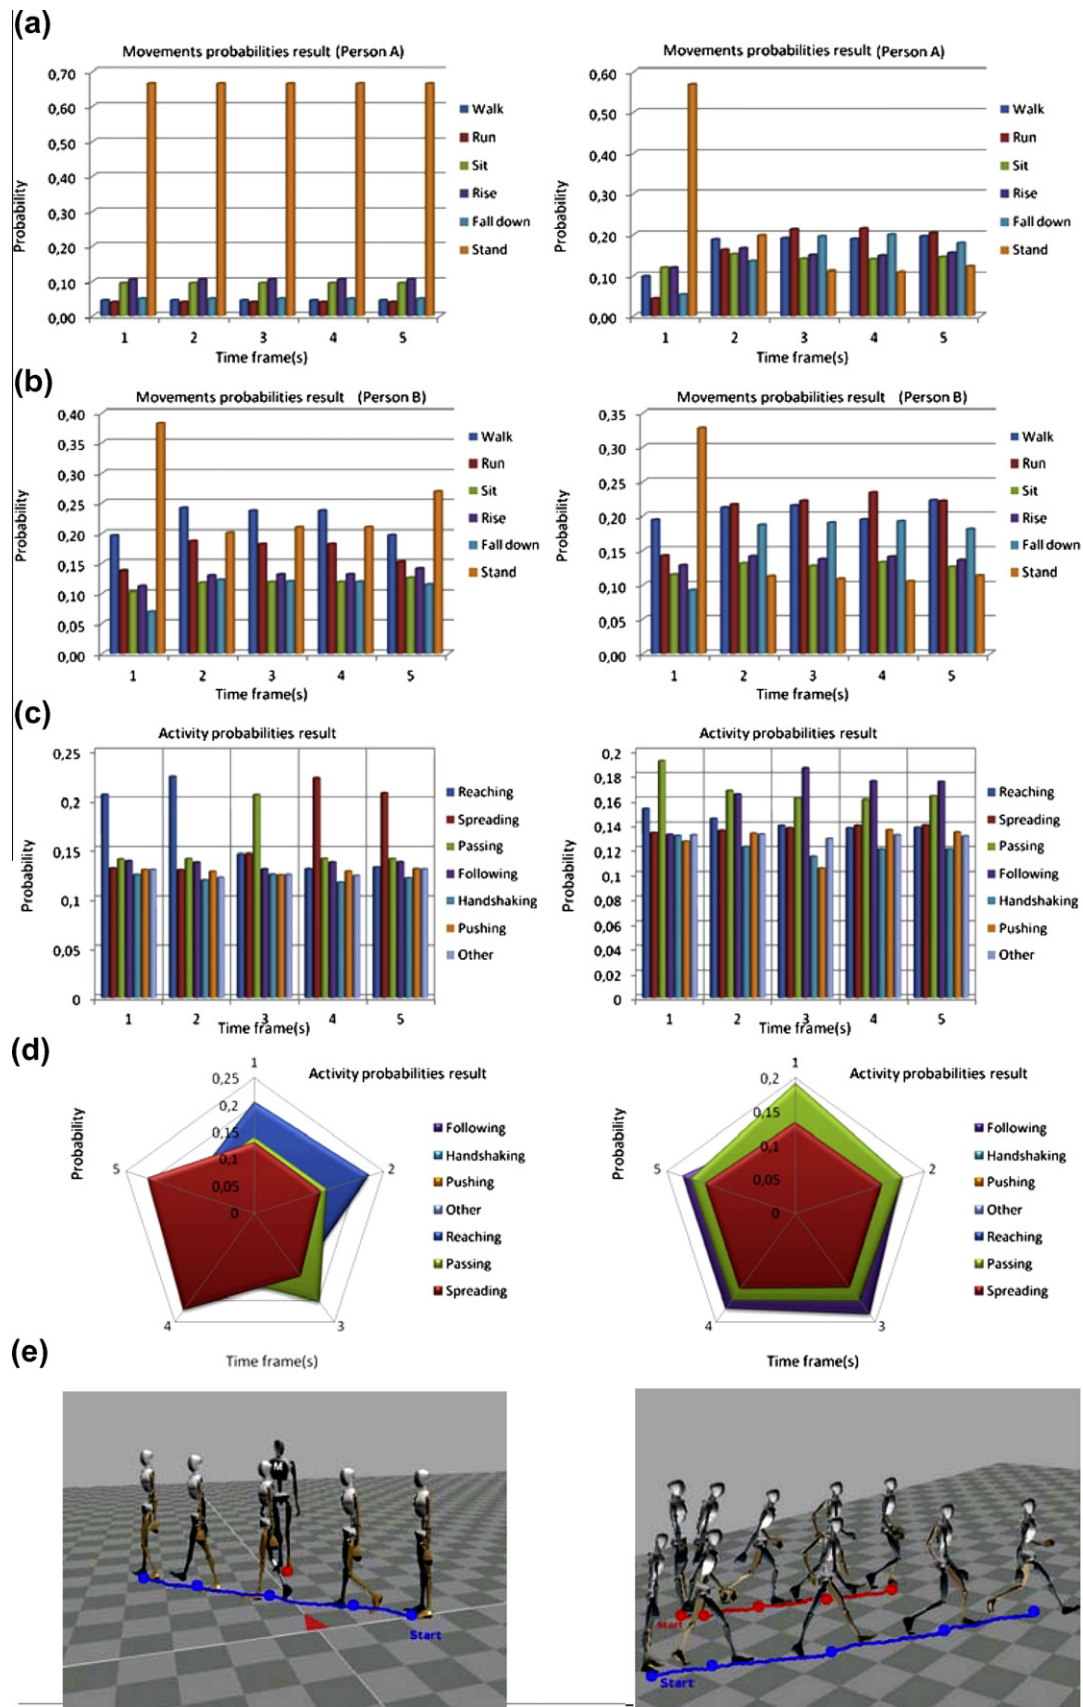 (a)
Movements probabilities result (Person A)
0,70
0,60
0,50
0,40
0,30
0,20
0,10
0,00
Probability
1 2 3 4 5
Time frame(s)
Walk
Run
Sit
Rise
Fall down
Stand
Movements probabilities result (Person A)
0,60
0,50
0,40
0,30
0,20
0,10
0,00
Probability
1 2 3 4 5
Time frame(s)
Walk
Run
Sit
Rise
Fall down
Stand
(b)
Movements probabilities result (Person B)
0,40
0,35
0,30
0,25
0,20
0,15
0,10
0,05
0,00
Probability
1 2 3 4 5
Time frame(s)
Walk
Run
Sit
Rise
Fall down
Stand
Movements probabilities result (Person B)
0,35
0,30
0,25
0,20
0,15
0,10
0,05
0,00
Probability
1 2 3 4 5
Time frame(s)
Walk
Run
Sit
Rise
Fall down
Stand
(c)
Activity probabilities result
0,25
0,2
0,15
0,1
0,05
0
Probability
1 2 3 4 5
Time frame(s)
Reaching
Spreading
Passing
Following
Handshaking
Pushing
Other
Activity probabilities result
0,2
0,18
0,16
0,14
0,12
0,1
0,08
0,06
0,04
0,02
0
Probability
1 2 3 4 5
Time frame(s)
Reaching
Spreading
Passing
Following
Handshaking
Pushing
Other
(d)
Activity probabilities result
Probability
1
2
3
4
5
0,25
0,2
0,15
0,1
0,05
0
Time frame(s)
Following
Handshaking
Pushing
Other
Reaching
Passing
Spreading
Activity probabilities result
Probability
1
2
3
4
5
0,2
0,15
0,1
0,05
0
Time frame(s)
Following
Handshaking
Pushing
Other
Reaching
Passing
Spreading
(e)
M
Start
Start
Start